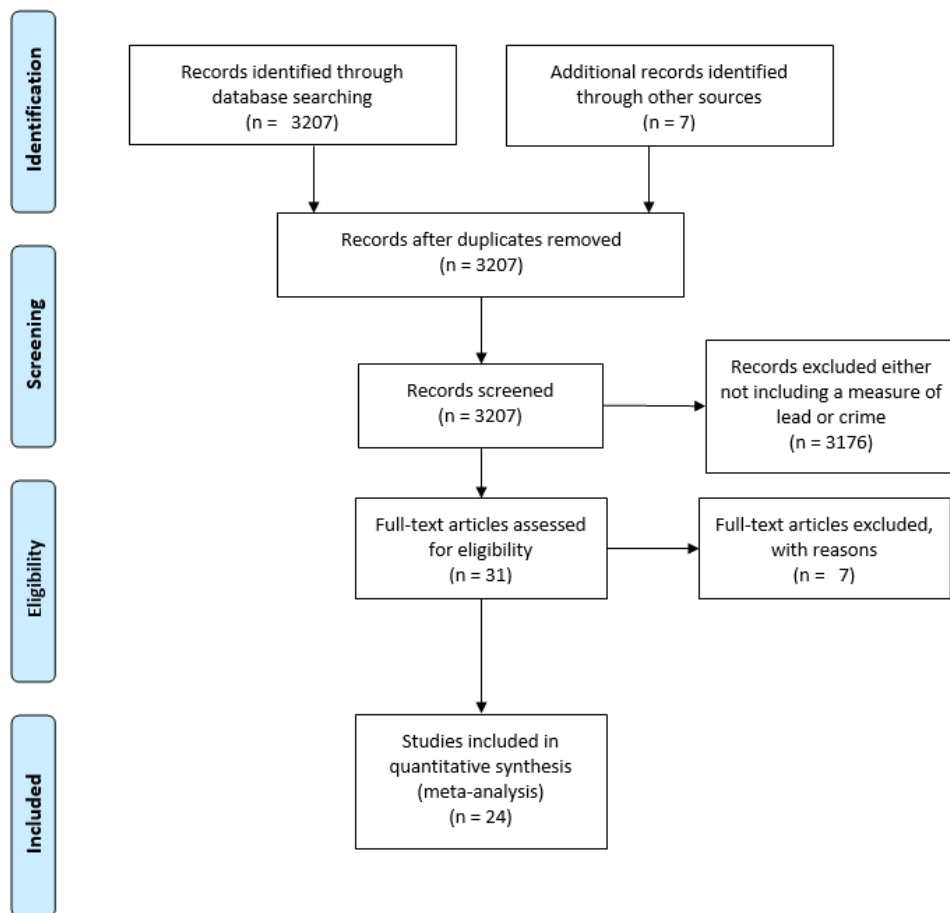 Identification
Records identified through
database searching
(n = 3207)
Additional records identified
through other sources
(n = 7)
Records after duplicates removed
(n = 3207)
Screening
Records screened
(n = 3207)
Records excluded either
not including a measure of
lead or crime
(n = 3176)
Eligibility
Full-text articles assessed
for eligibility
(n = 31)
Full-text articles excluded,
with reasons
(n = 7)
Included
Studies included in
quantitative synthesis
(meta-analysis)
(n = 24)